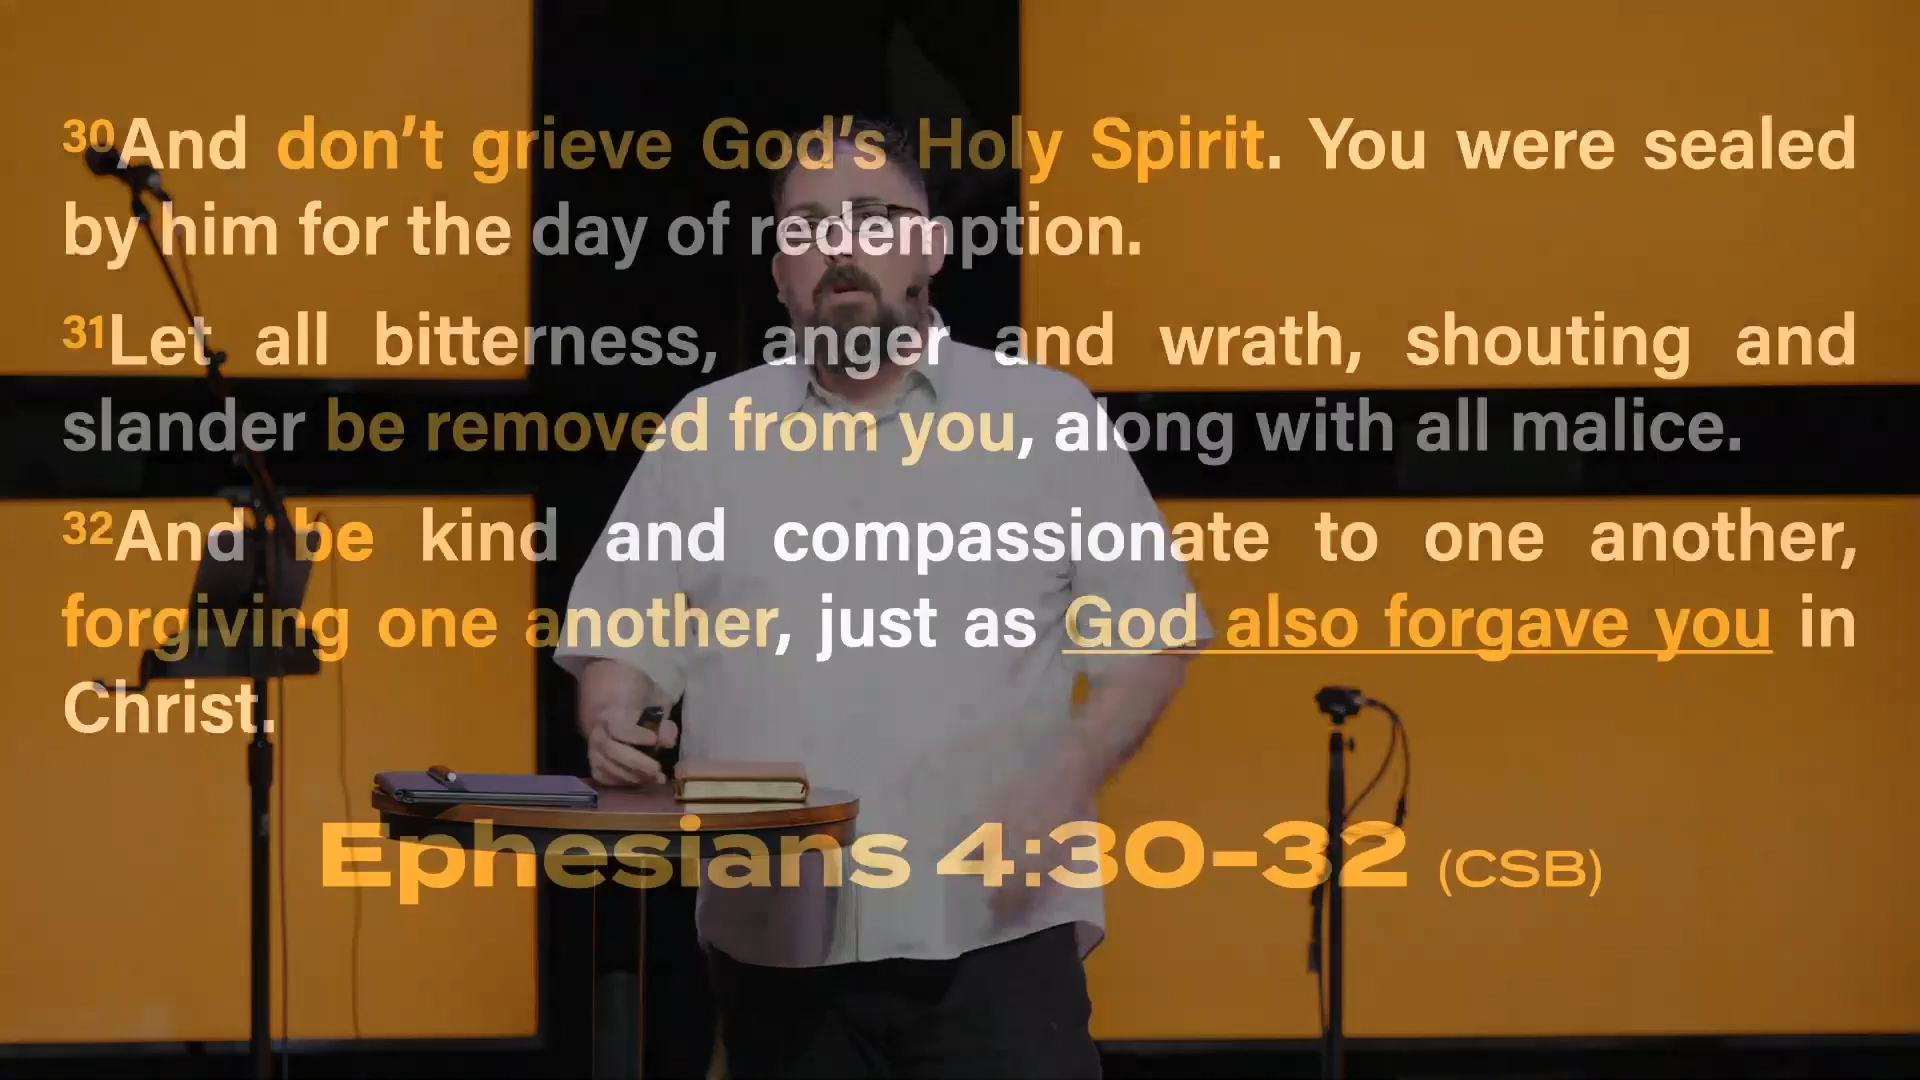 30And don’t grieve God’s Holy Spirit. You were sealed
by him for the day of redemption.
31Let all bitterness, anger and wrath, shouting and
slander be removed from you, along with all malice.
32And be kind and compassionate to one another,
forgiving one another, just as God also forgave you in
Christ.
Ephesians 4:30-32 (CSB)